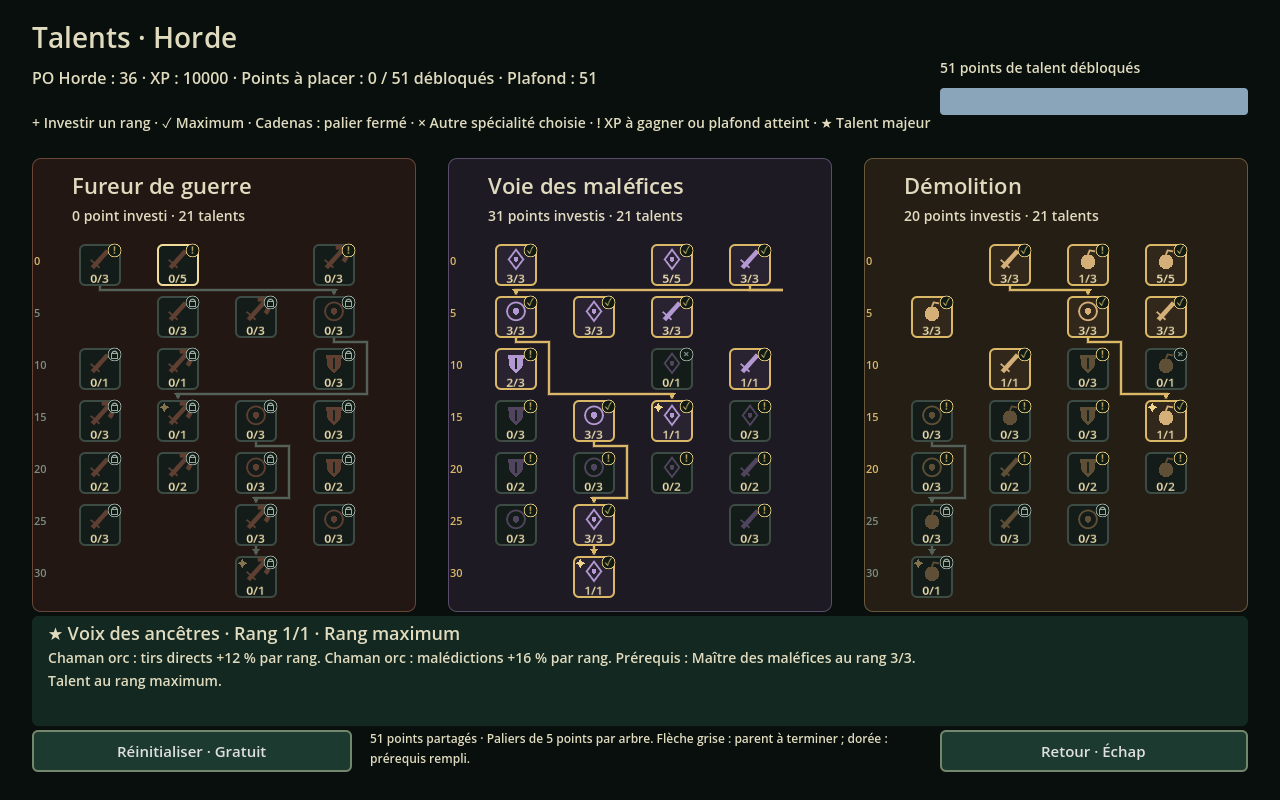 Talents · Horde
PO Horde : 36 · XP : 10000 · Points à placer : 0 / 51 débloqués · Plafond : 51
51 points de talent débloqués
+ Investir un rang · ✓ Maximum · Cadenas : palier fermé · × Autre spécialité choisie · ! XP à gagner ou plafond atteint · ★ Talent majeur
Fureur de guerre
0 point investi · 21 talents
0
0/3 0/5 0/3
5
0/3 0/3 0/3
10
0/1 0/1 0/3
15
0/3 0/1 0/3 0/3
20
0/2 0/2 0/3 0/2
25
0/3 0/3 0/3
30
0/1
Voie des maléfices
31 points investis · 21 talents
0
3/3 5/5 3/3
5
3/3 3/3 3/3
10
2/3 0/1 1/1
15
0/3 3/3 1/1 0/3
20
0/2 0/3 0/2 0/2
25
0/3 3/3 0/3
30
1/1
Démolition
20 points investis · 21 talents
0
3/3 1/3 5/5
5
3/3 3/3 3/3
10
1/1 0/3 0/1
15
0/3 0/3 0/3 1/1
20
0/3 0/2 0/2 0/2
25
0/3 0/3 0/3
30
0/1
★ Voix des ancêtres · Rang 1/1 · Rang maximum
Chaman orc : tirs directs +12 % par rang. Chaman orc : malédictions +16 % par rang. Prérequis : Maître des maléfices au rang 3/3.
Talent au rang maximum.
Réinitialiser · Gratuit
51 points partagés · Paliers de 5 points par arbre. Flèche grise : parent à terminer ; dorée :
prérequis rempli.
Retour · Échap